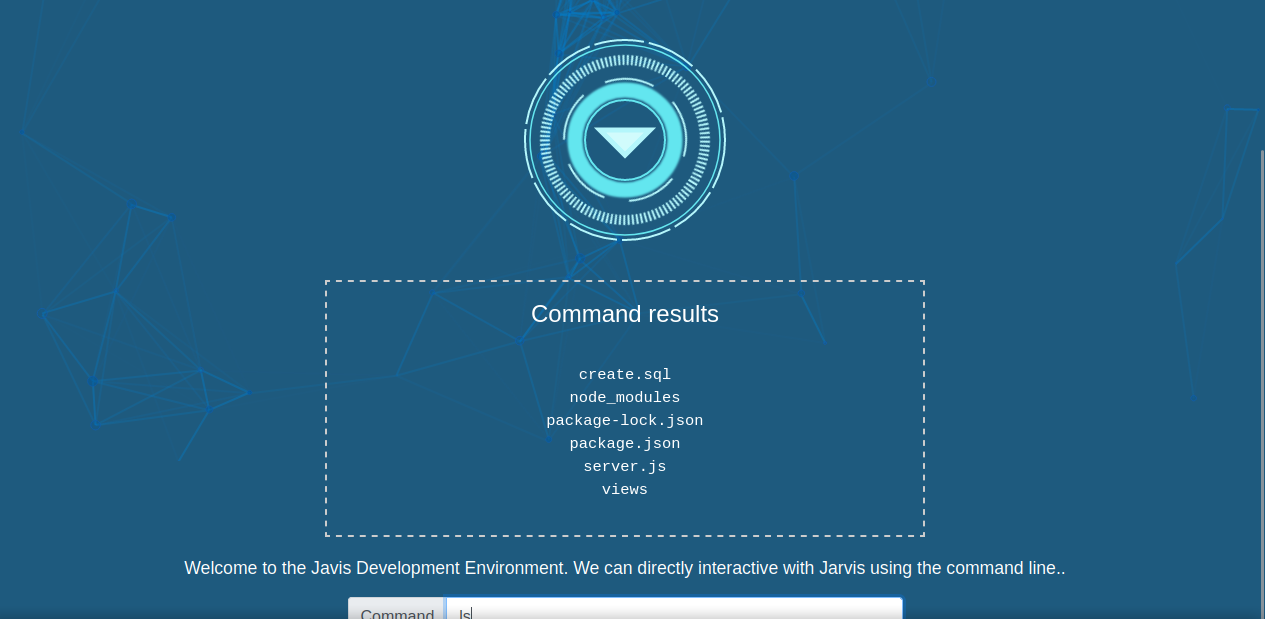 Command results
create.sql
node_modules
package-lock.json
package.json
server.js
views
Welcome to the Javis Development Environment. We can directly interactive with Jarvis using the command line..
Command ls